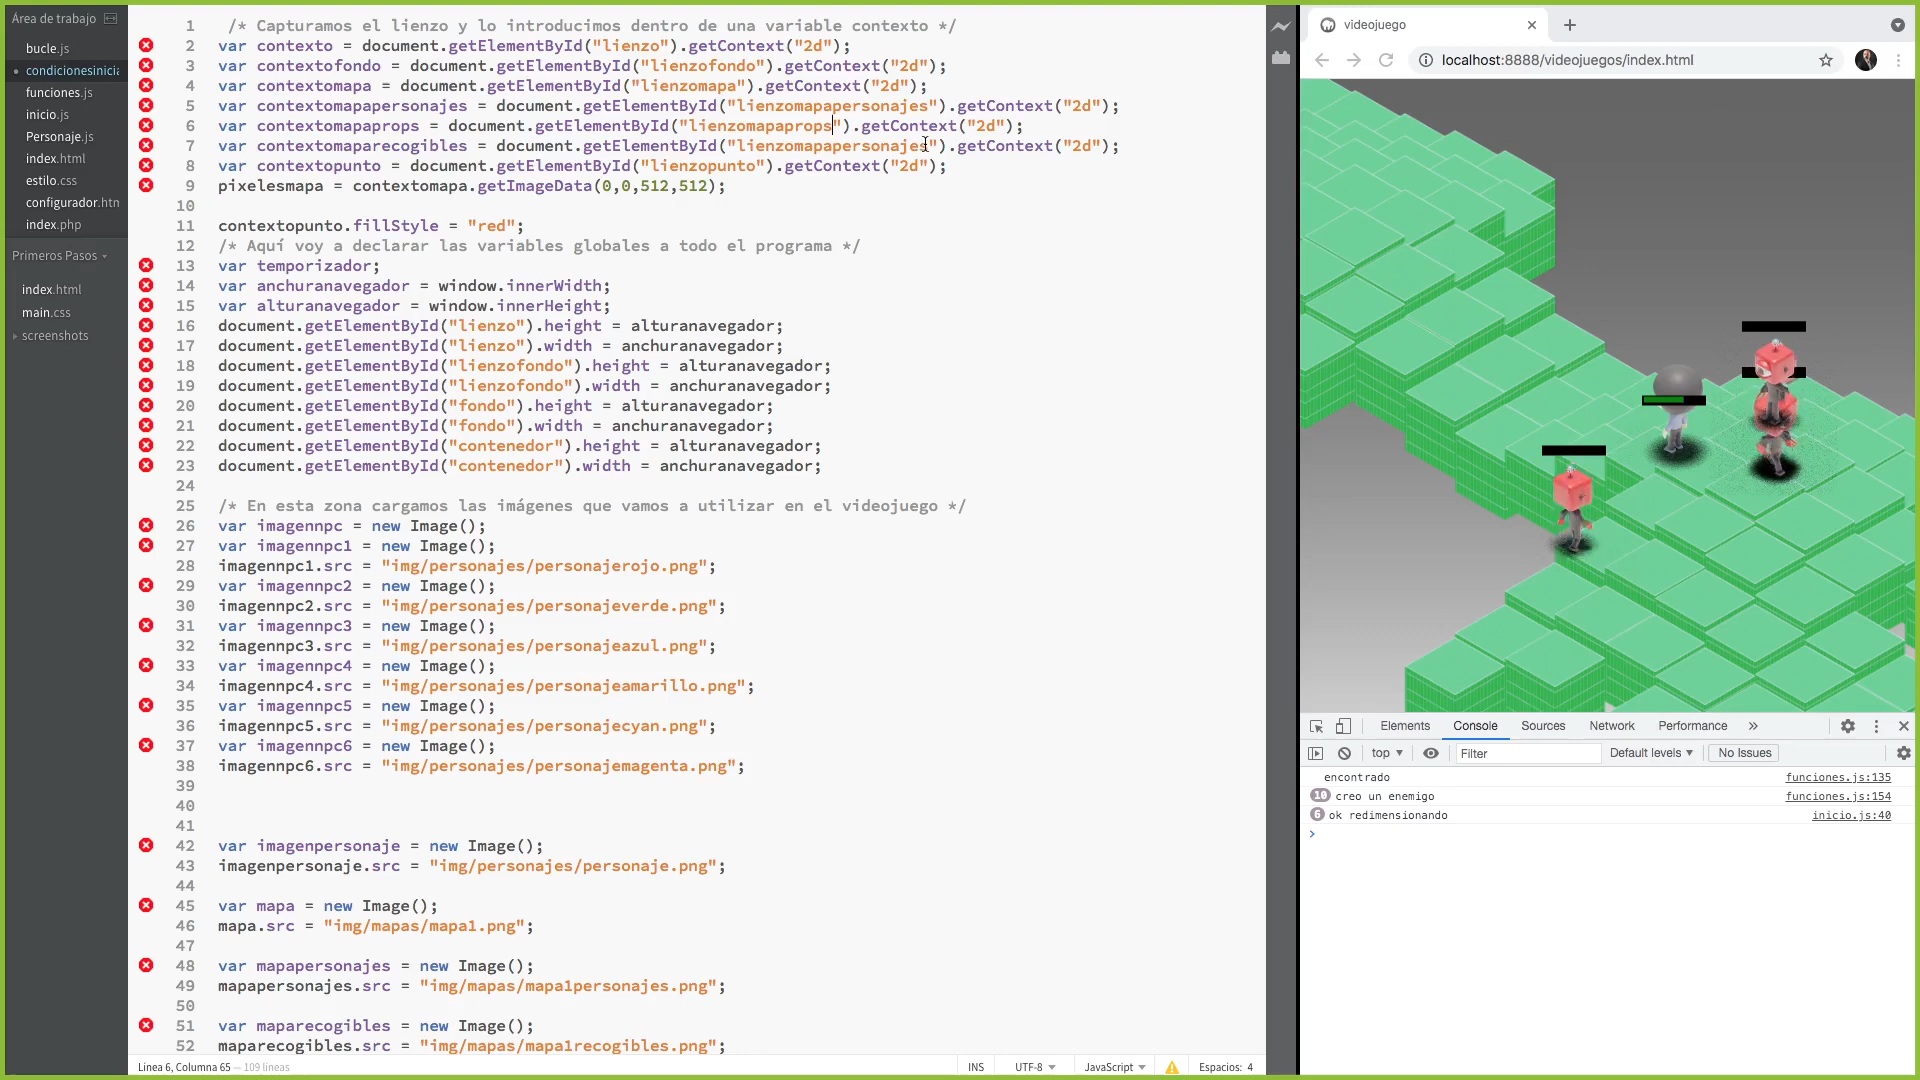 Área de trabajo
bucle.js
condicionesinicia
funciones.js
inicio.js
Personaje.js
index.html
estilo.css
configurador.htm
index.php
Primeros Pasos
index.html
main.css
screenshots
1 /* Capturamos el lienzo y lo introducimos dentro de una variable contexto */
2 var contexto = document.getElementById("lienzo").getContext("2d");
3 var contextofondo = document.getElementById("lienzofondo").getContext("2d");
4 var contextomapa = document.getElementById("lienzomapa").getContext("2d");
5 var contextomapapersonajes = document.getElementById("lienzomapapersonajes").getContext("2d");
6 var contextomapaprops = document.getElementById("lienzomapaprops").getContext("2d");
7 var contextomaparecogibles = document.getElementById("lienzomapapersonajes").getContext("2d");
8 var contextopunto = document.getElementById("lienzopunto").getContext("2d");
9 pixelesmapa = contextomapa.getImageData(0,0,512,512);
10
11 contextopunto.fillStyle = "red";
12 /* Aquí voy a declarar las variables globales a todo el programa */
13 var temporizador;
14 var anchuranavegador = window.innerWidth;
15 var alturanavegador = window.innerHeight;
16 document.getElementById("lienzo").height = alturanavegador;
17 document.getElementById("lienzo").width = anchuranavegador;
18 document.getElementById("lienzofondo").height = alturanavegador;
19 document.getElementById("lienzofondo").width = anchuranavegador;
20 document.getElementById("fondo").height = alturanavegador;
21 document.getElementById("fondo").width = anchuranavegador;
22 document.getElementById("contenedor").height = alturanavegador;
23 document.getElementById("contenedor").width = anchuranavegador;
24
25 /* En esta zona cargamos las imágenes que vamos a utilizar en el videojuego */
26 var imagennpc = new Image();
27 var imagennpc1 = new Image();
28 imagennpc1.src = "img/personajes/personajerojo.png";
29 var imagennpc2 = new Image();
30 imagennpc2.src = "img/personajes/personajeverde.png";
31 var imagennpc3 = new Image();
32 imagennpc3.src = "img/personajes/personajeazul.png";
33 var imagennpc4 = new Image();
34 imagennpc4.src = "img/personajes/personajeamarillo.png";
35 var imagennpc5 = new Image();
36 imagennpc5.src = "img/personajes/personajecyan.png";
37 var imagennpc6 = new Image();
38 imagennpc6.src = "img/personajes/personajemagenta.png";
39
40
41
42 var imagenpersonaje = new Image();
43 imagenpersonaje.src = "img/personajes/personaje.png";
44
45 var mapa = new Image();
46 mapa.src = "img/mapas/mapa1.png";
47
48 var mapapersonajes = new Image();
49 mapapersonajes.src = "img/mapas/mapa1personajes.png";
50
51 var maparecogibles = new Image();
52 maparecogibles.src = "img/mapas/mapa1recogibles.png";
Línea 6, Columna 65 — 109 líneas
INS UTF-8 JavaScript Espacios: 4
videojuego
localhost:8888/videojuegos/index.html
Elements Console Sources Network Performance »
top Filter Default levels No Issues
encontrado funciones.js:135
10 creo un enemigo funciones.js:154
6 ok redimensionando inicio.js:40